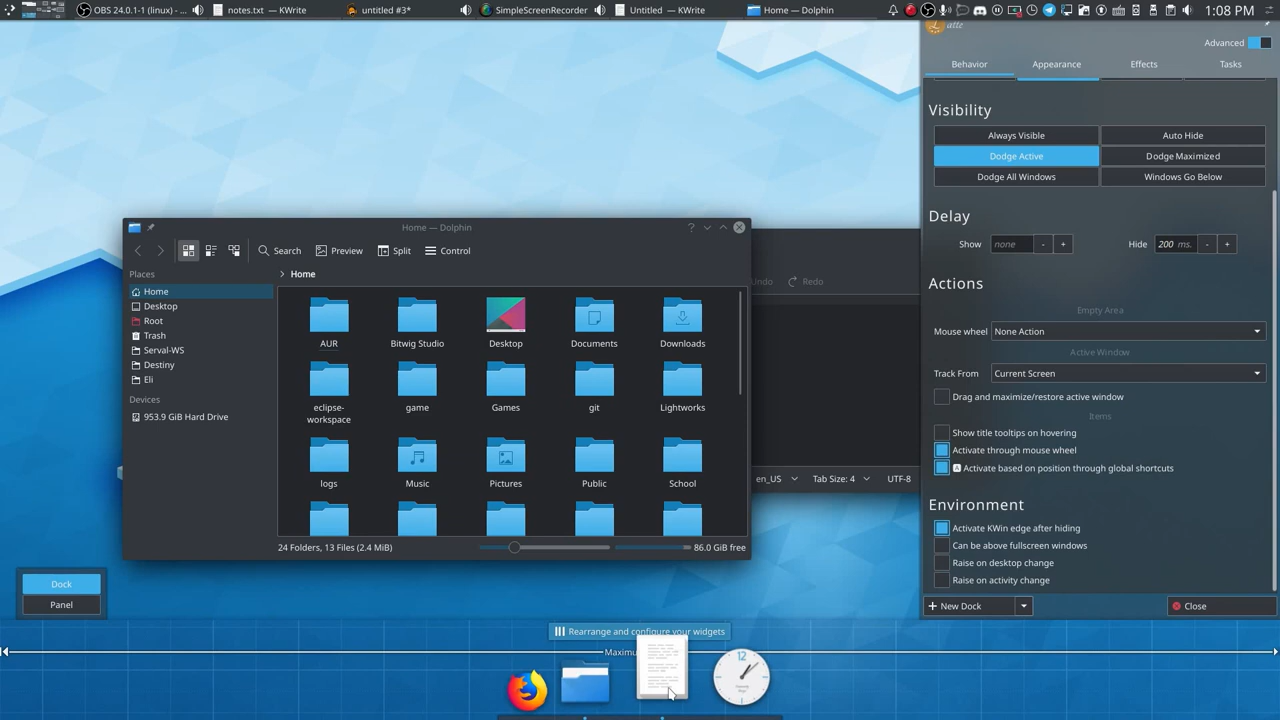 OBS 24.0.1-1 (linux) - ...
notes.txt — KWrite
untitled #3*
SimpleScreenRecorder
Untitled — KWrite
Home — Dolphin
1:08 PM
atte
Advanced
Behavior
Appearance
Effects
Tasks
Visibility
Always Visible
Auto Hide
Dodge Active
Dodge Maximized
Dodge All Windows
Windows Go Below
Delay
Show none - +
Hide 200 ms. - +
Actions
Empty Area
Mouse wheel None Action
Active Window
Track From Current Screen
Drag and maximize/restore active window
Items
Show title tooltips on hovering
Activate through mouse wheel
A Activate based on position through global shortcuts
Environment
Activate KWin edge after hiding
Can be above fullscreen windows
Raise on desktop change
Raise on activity change
+ New Dock
Close
Home — Dolphin
Search
Preview
Split
Control
Places
Home
Desktop
Root
Trash
Serval-WS
Destiny
Eli
Devices
953.9 GiB Hard Drive
Home
AUR
Bitwig Studio
Desktop
Documents
Downloads
eclipse-
workspace
game
Games
git
Lightworks
logs
Music
Pictures
Public
School
24 Folders, 13 Files (2.4 MiB)
86.0 GiB free
Undo
Redo
en_US
Tab Size: 4
UTF-8
Dock
Panel
Rearrange and configure your widgets
12